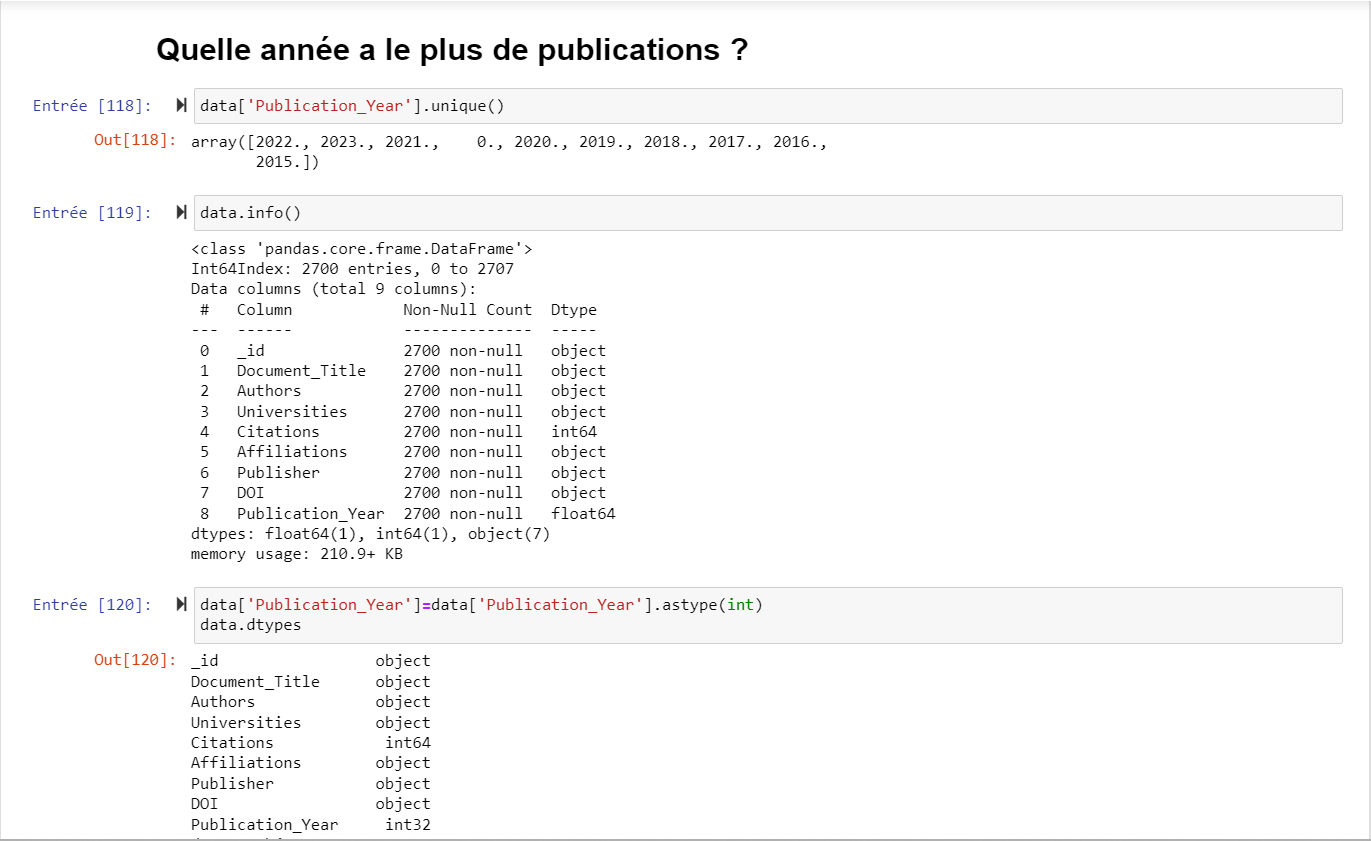 Quelle année a le plus de publications ?
Entrée [118]: data['Publication_Year'].unique()
Out[118]: array([2022., 2023., 2021.,    0., 2020., 2019., 2018., 2017., 2016.,
       2015.])
Entrée [119]: data.info()
<class 'pandas.core.frame.DataFrame'>
Int64Index: 2700 entries, 0 to 2707
Data columns (total 9 columns):
 #   Column            Non-Null Count  Dtype
---  ------            --------------  -----
 0   _id               2700 non-null   object
 1   Document_Title    2700 non-null   object
 2   Authors           2700 non-null   object
 3   Universities      2700 non-null   object
 4   Citations         2700 non-null   int64
 5   Affiliations      2700 non-null   object
 6   Publisher         2700 non-null   object
 7   DOI               2700 non-null   object
 8   Publication_Year  2700 non-null   float64
dtypes: float64(1), int64(1), object(7)
memory usage: 210.9+ KB
Entrée [120]: data['Publication_Year']=data['Publication_Year'].astype(int)
data.dtypes
Out[120]: _id                 object
Document_Title      object
Authors             object
Universities        object
Citations            int64
Affiliations        object
Publisher           object
DOI                 object
Publication_Year     int32